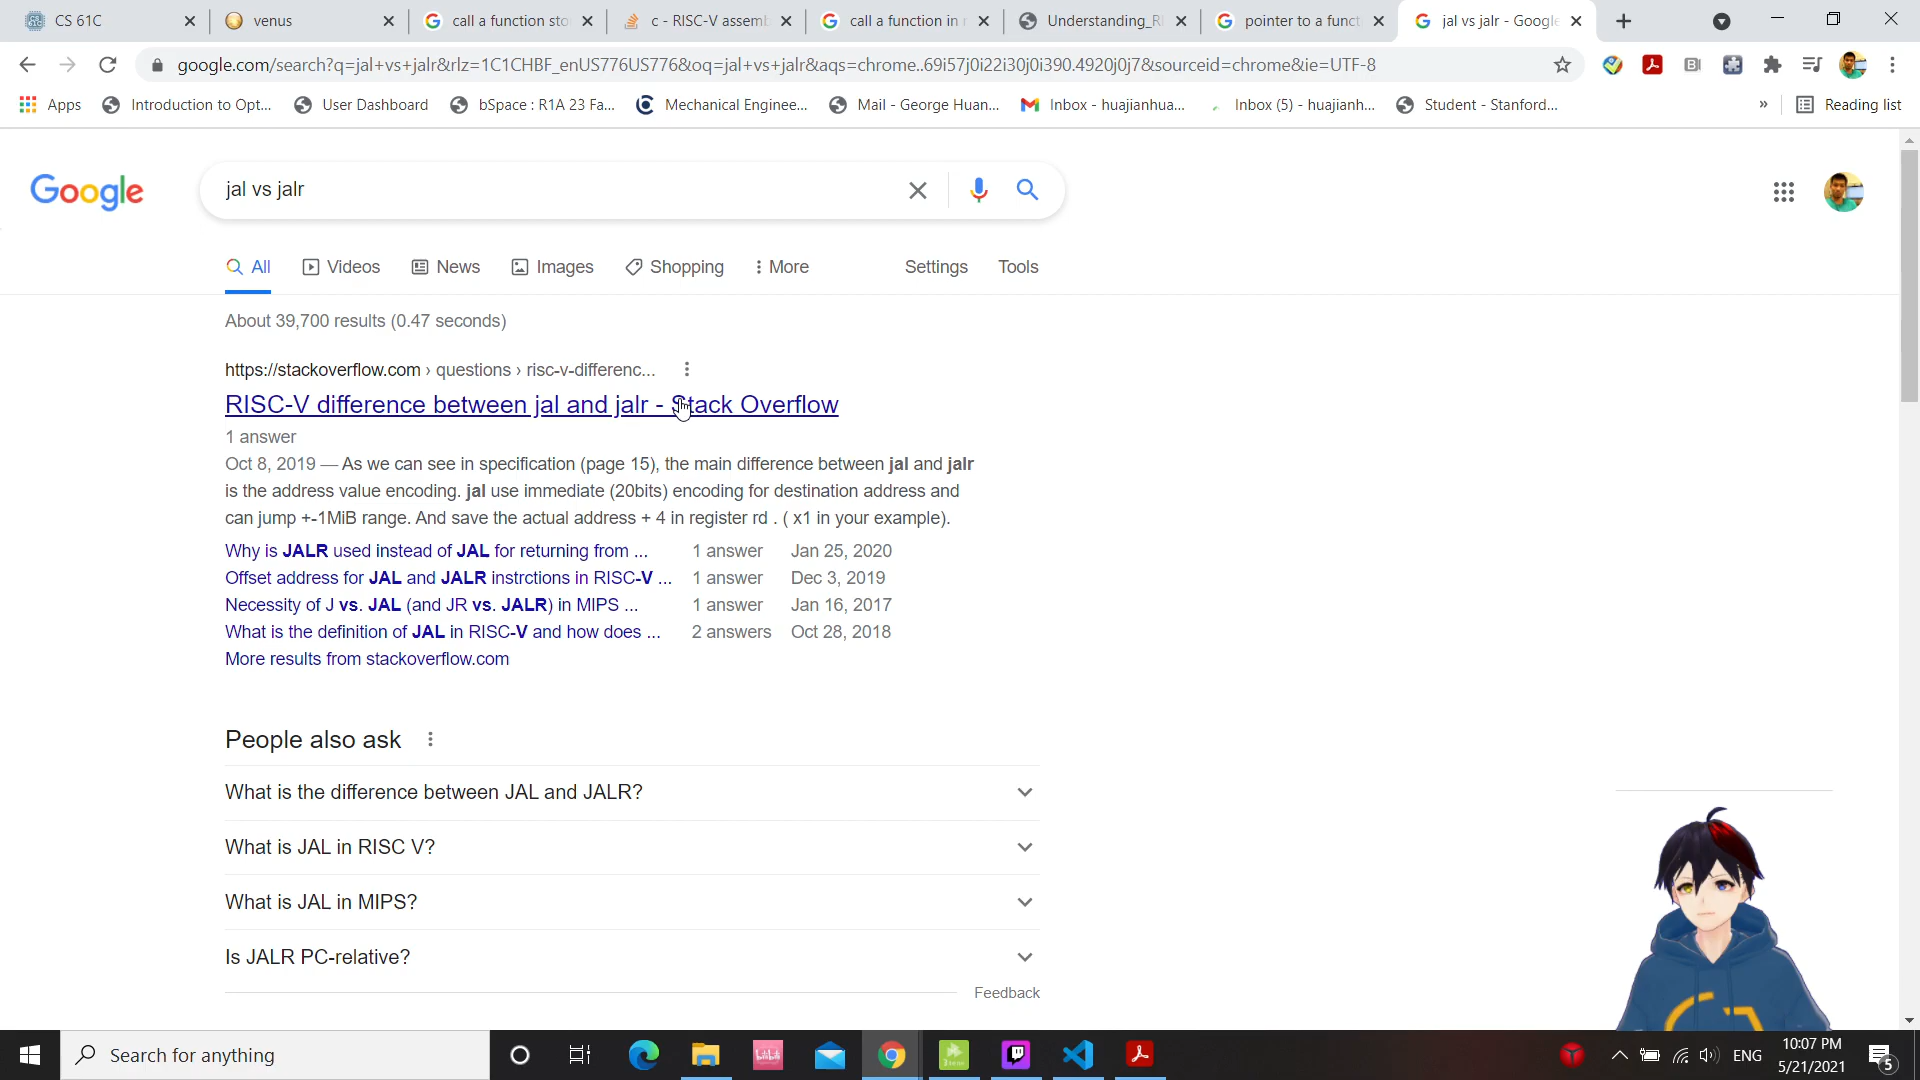 CS 61C
venus
call a function sto
c - RISC-V assemb
call a function in r
Understanding_RI
pointer to a funct
jal vs jalr - Google
google.com/search?q=jal+vs+jalr&rlz=1C1CHBF_enUS776US776&oq=jal+vs+jalr&aqs=chrome..69i57j0i22i30j0i390.4920j0j7&sourceid=chrome&ie=UTF-8
Apps
Introduction to Opt...
User Dashboard
bSpace : R1A 23 Fa...
Mechanical Enginee...
Mail - George Huan...
Inbox - huajianhua...
Inbox (5) - huajianh...
Student - Stanford...
»
Reading list
Google
jal vs jalr
All
Videos
News
Images
Shopping
More
Settings
Tools
About 39,700 results (0.47 seconds)
https://stackoverflow.com › questions › risc-v-differenc...
RISC-V difference between jal and jalr - Stack Overflow
1 answer
Oct 8, 2019 — As we can see in specification (page 15), the main difference between jal and jalr
is the address value encoding. jal use immediate (20bits) encoding for destination address and
can jump +-1MiB range. And save the actual address + 4 in register rd . ( x1 in your example).
Why is JALR used instead of JAL for returning from ... 1 answer Jan 25, 2020
Offset address for JAL and JALR instrctions in RISC-V ... 1 answer Dec 3, 2019
Necessity of J vs. JAL (and JR vs. JALR) in MIPS ... 1 answer Jan 16, 2017
What is the definition of JAL in RISC-V and how does ... 2 answers Oct 28, 2018
More results from stackoverflow.com
People also ask
What is the difference between JAL and JALR?
What is JAL in RISC V?
What is JAL in MIPS?
Is JALR PC-relative?
Feedback
Search for anything
ENG
10:07 PM
5/21/2021
5